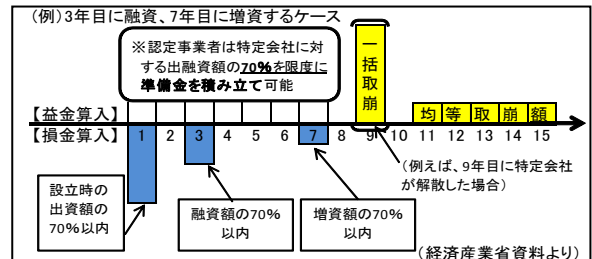 (例)3年目に融資、7年目に増資するケース
※認定事業者は特定会社に対
する出融資額の70%を限度に
準備金を積み立て可能
一括取崩
【益金算入】
均等取崩額
【損金算入】
1 2 3 4 5 6 7 8 9 10 11 12 13 14 15
(例えば、9年目に特定会社
が解散した場合)
設立時の
出資額の
70%以内
融資額の70%
以内
増資額の70%
以内
(経済産業省資料より)